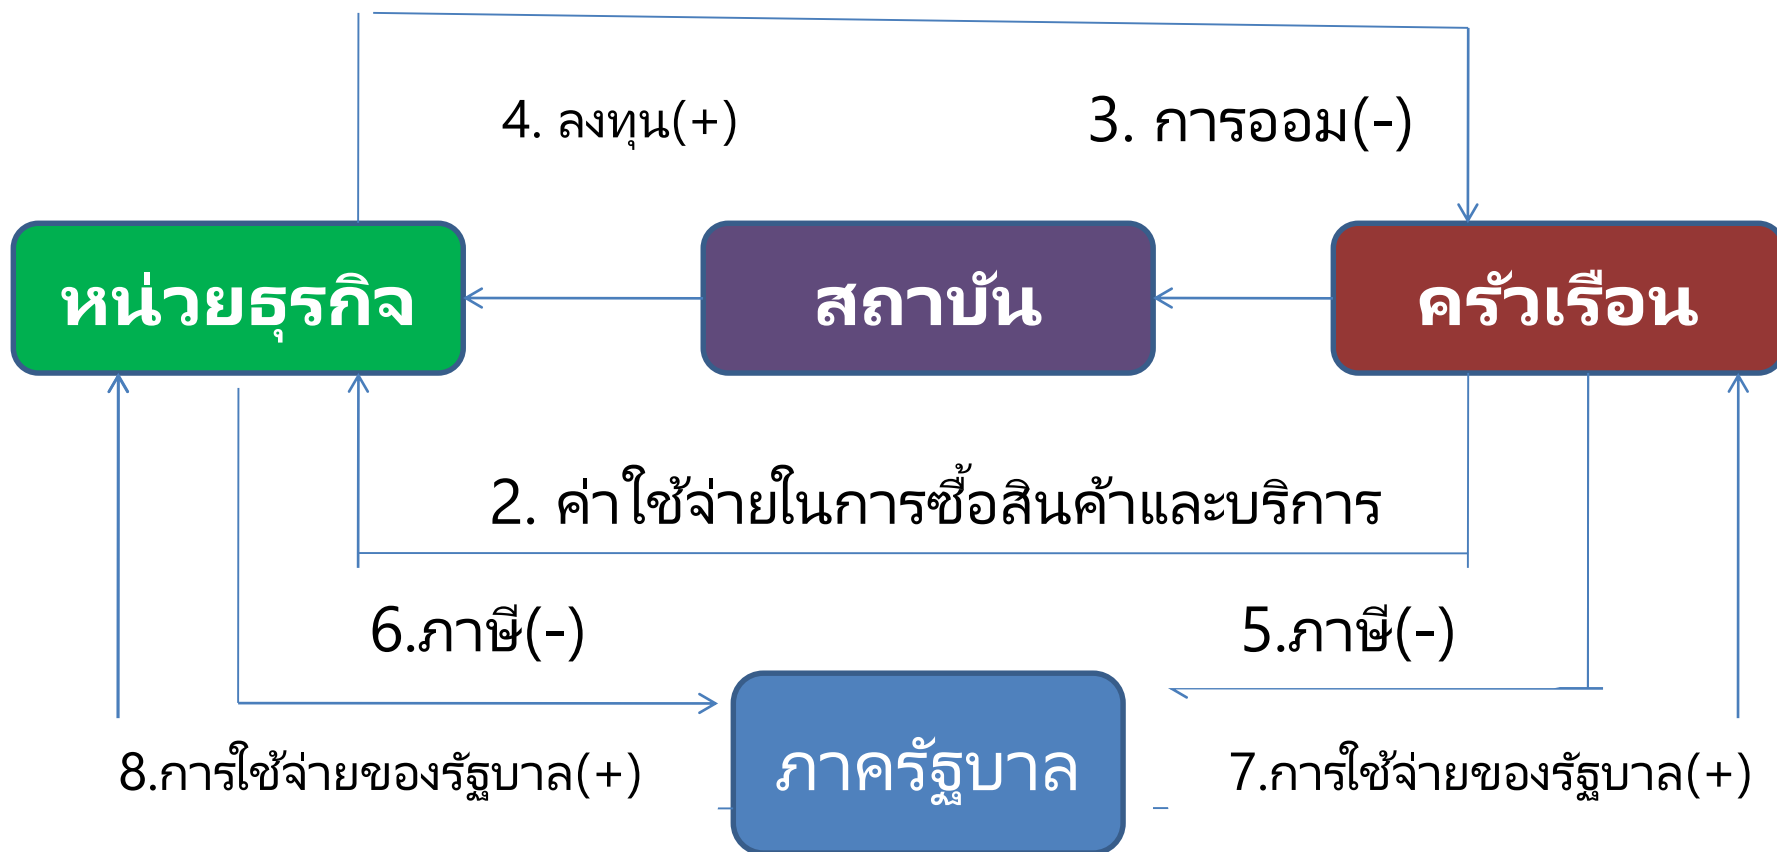 4. ลงทุน(+)
3. การออม(-)
หน่วยธุรกิจ
สถาบัน
ครัวเรือน
2. ค่าใช้จ่ายในการซื้อสินค้าและบริการ
6.ภาษี(-)
5.ภาษี(-)
ภาครัฐบาล
8.การใช้จ่ายของรัฐบาล(+)
7.การใช้จ่ายของรัฐบาล(+)